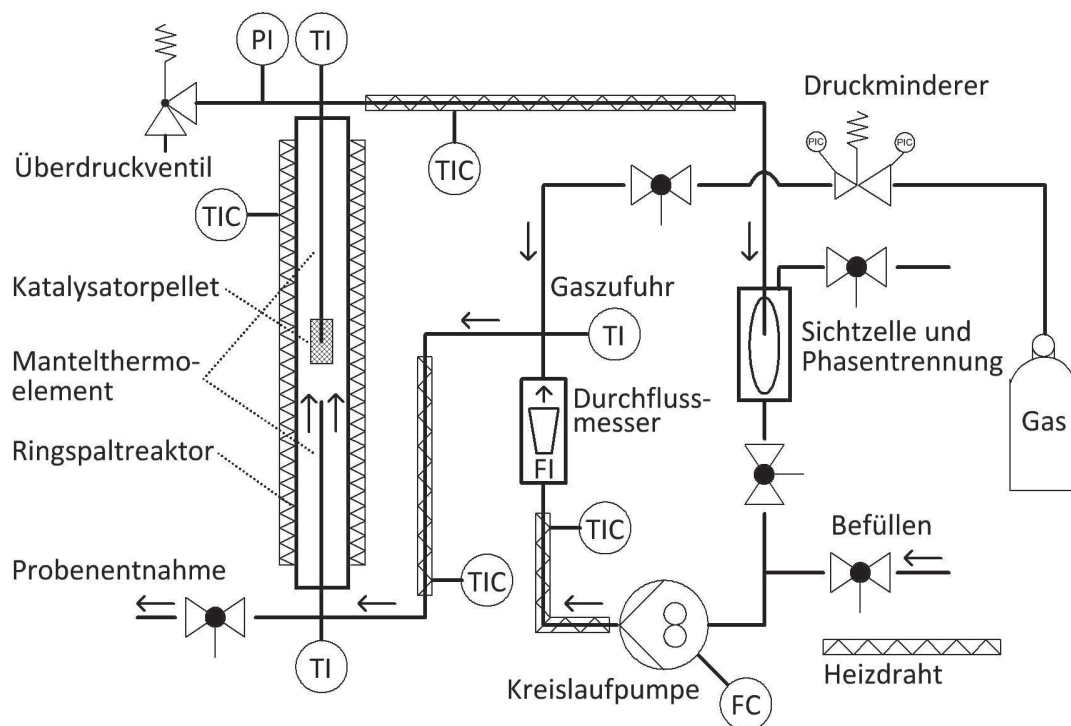 PI
TI
Druckminderer
PIC
PIC
TIC
Überdruckventil
TIC
Katalysatorpellet
Gaszufuhr
TI
Sichtzelle und
Phasentrennung
Mantelthermo-
element
Durchfluss-
messer
FI
Gas
Ringspaltreaktor
TIC
Befüllen
Probenentnahme
TIC
TI
Kreislaufpumpe
FC
Heizdraht